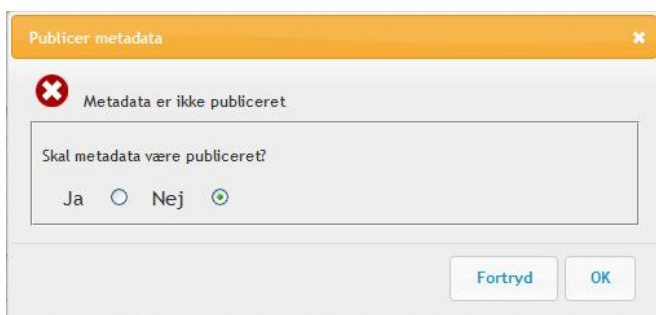 Publicer metadata
Metadata er ikke publiceret
Skal metadata være publiceret?
Ja Nej
Fortryd OK